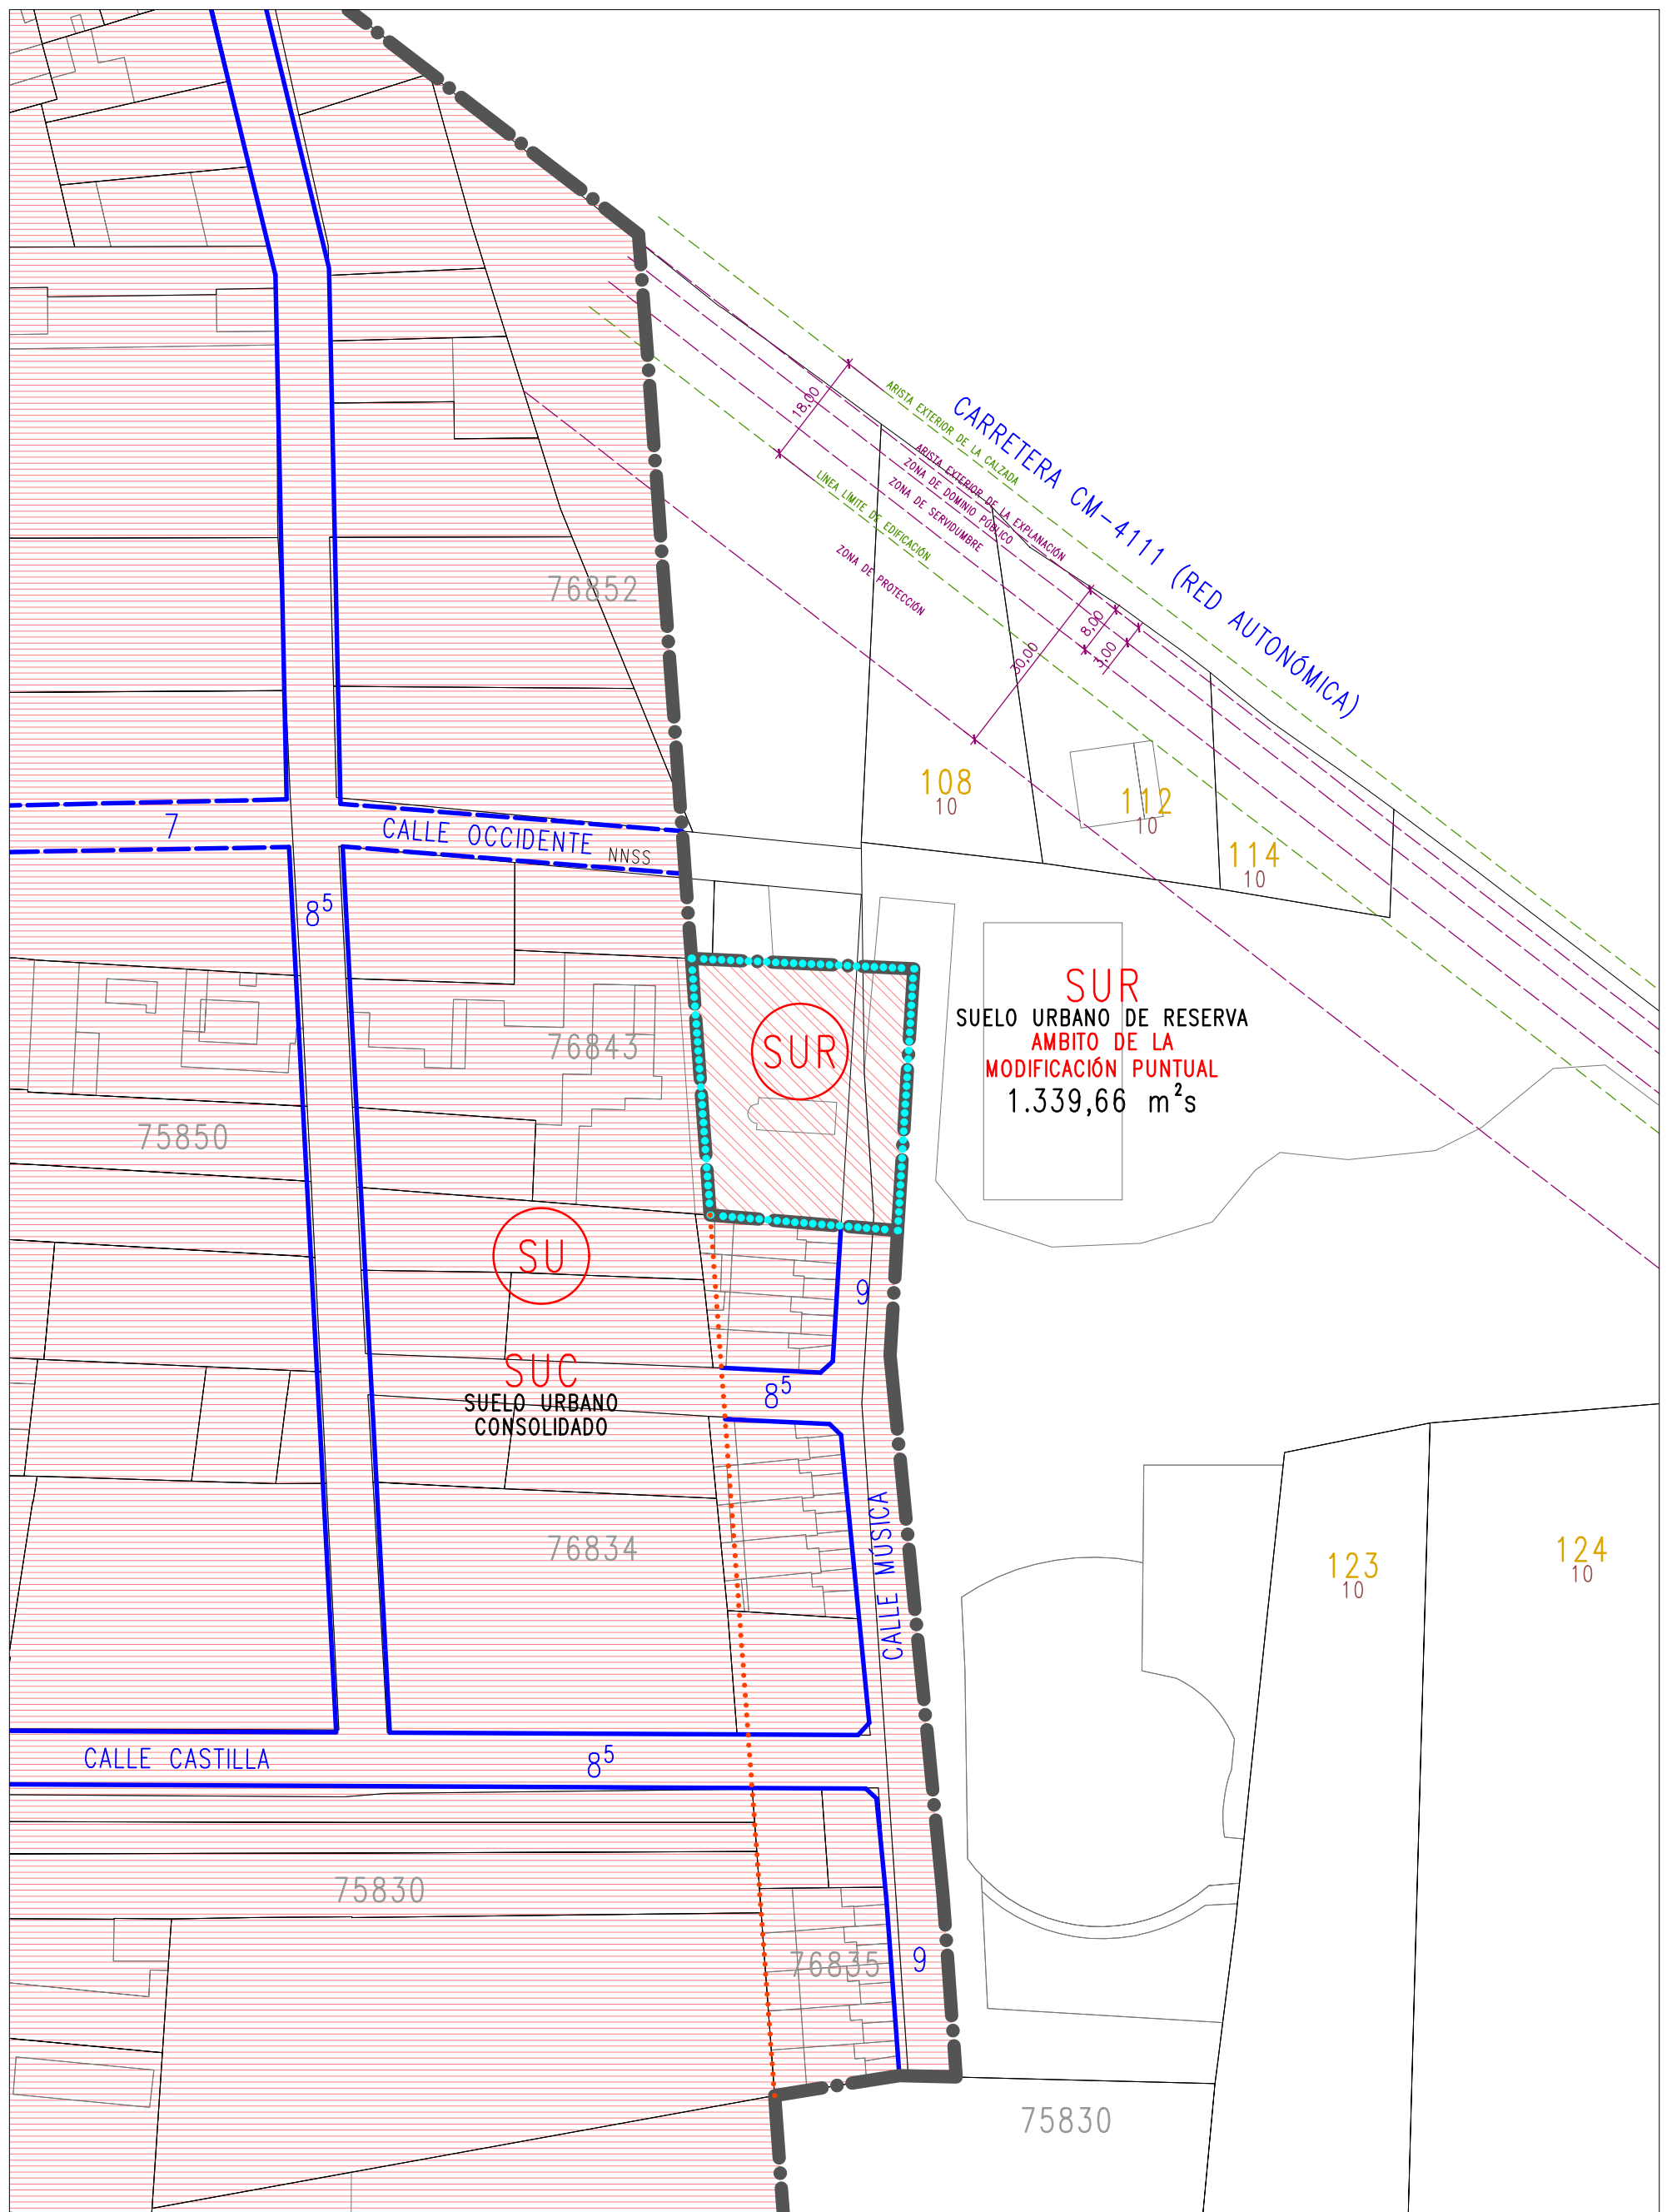 CARRETERA CM-4111 (RED AUTONÓMICA)
ARISTA EXTERIOR DE LA CALZADA
18,00
ARISTA EXTERIOR DE LA EXPLANACIÓN
ZONA DE DOMINIO PÚBLICO
ZONA DE SERVIDUMBRE
LÍNEA LÍMITE DE EDIFICACIÓN
ZONA DE PROTECCIÓN
30,00
8,00
3,00
76852
108
10
112
10
114
10
7
CALLE OCCIDENTE
NNSS
8⁵
SUR
SUELO URBANO DE RESERVA
AMBITO DE LA
MODIFICACIÓN PUNTUAL
1.339,66 m²s
SUR
76843
75850
SU
9
SUC
SUELO URBANO
CONSOLIDADO
8⁵
76834
CALLE MÚSICA
123
10
124
10
CALLE CASTILLA
8⁵
75830
76835
9
75830